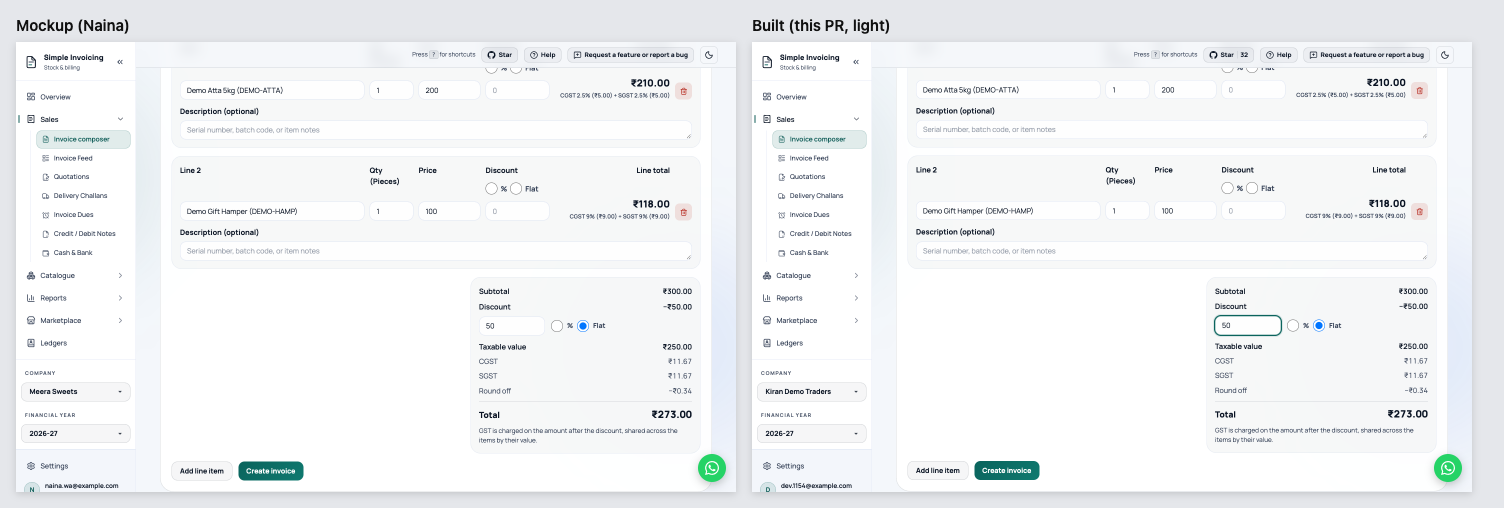 Mockup (Naina)
Simple Invoicing
Stock & billing
Press ? for shortcuts
Star
Help
Request a feature or report a bug
Overview
Sales
Invoice composer
Invoice Feed
Quotations
Delivery Challans
Invoice Dues
Credit / Debit Notes
Cash & Bank
Catalogue
Reports
Marketplace
Ledgers
COMPANY
Meera Sweets
FINANCIAL YEAR
2026-27
Settings
N
naina.wa@example.com
% Flat
₹210.00
Demo Atta 5kg (DEMO-ATTA) 1 200 0
CGST 2.5% (₹5.00) + SGST 2.5% (₹5.00)
Description (optional)
Serial number, batch code, or item notes
Line 2 Qty (Pieces) Price Discount Line total
% Flat
₹118.00
Demo Gift Hamper (DEMO-HAMP) 1 100 0
CGST 9% (₹9.00) + SGST 9% (₹9.00)
Description (optional)
Serial number, batch code, or item notes
Subtotal ₹300.00
Discount −₹50.00
50 % Flat
Taxable value ₹250.00
CGST ₹11.67
SGST ₹11.67
Round off −₹0.34
Total ₹273.00
GST is charged on the amount after the discount, shared across the
items by their value.
Add line item
Create invoice
Built (this PR, light)
Simple Invoicing
Stock & billing
Press ? for shortcuts
Star 32
Help
Request a feature or report a bug
Overview
Sales
Invoice composer
Invoice Feed
Quotations
Delivery Challans
Invoice Dues
Credit / Debit Notes
Cash & Bank
Catalogue
Reports
Marketplace
Ledgers
COMPANY
Kiran Demo Traders
FINANCIAL YEAR
2026-27
Settings
D
dev.1154@example.com
% Flat
₹210.00
Demo Atta 5kg (DEMO-ATTA) 1 200 0
CGST 2.5% (₹5.00) + SGST 2.5% (₹5.00)
Description (optional)
Serial number, batch code, or item notes
Line 2 Qty (Pieces) Price Discount Line total
% Flat
₹118.00
Demo Gift Hamper (DEMO-HAMP) 1 100 0
CGST 9% (₹9.00) + SGST 9% (₹9.00)
Description (optional)
Serial number, batch code, or item notes
Subtotal ₹300.00
Discount −₹50.00
50 % Flat
Taxable value ₹250.00
CGST ₹11.67
SGST ₹11.67
Round off −₹0.34
Total ₹273.00
GST is charged on the amount after the discount, shared across the
items by their value.
Add line item
Create invoice